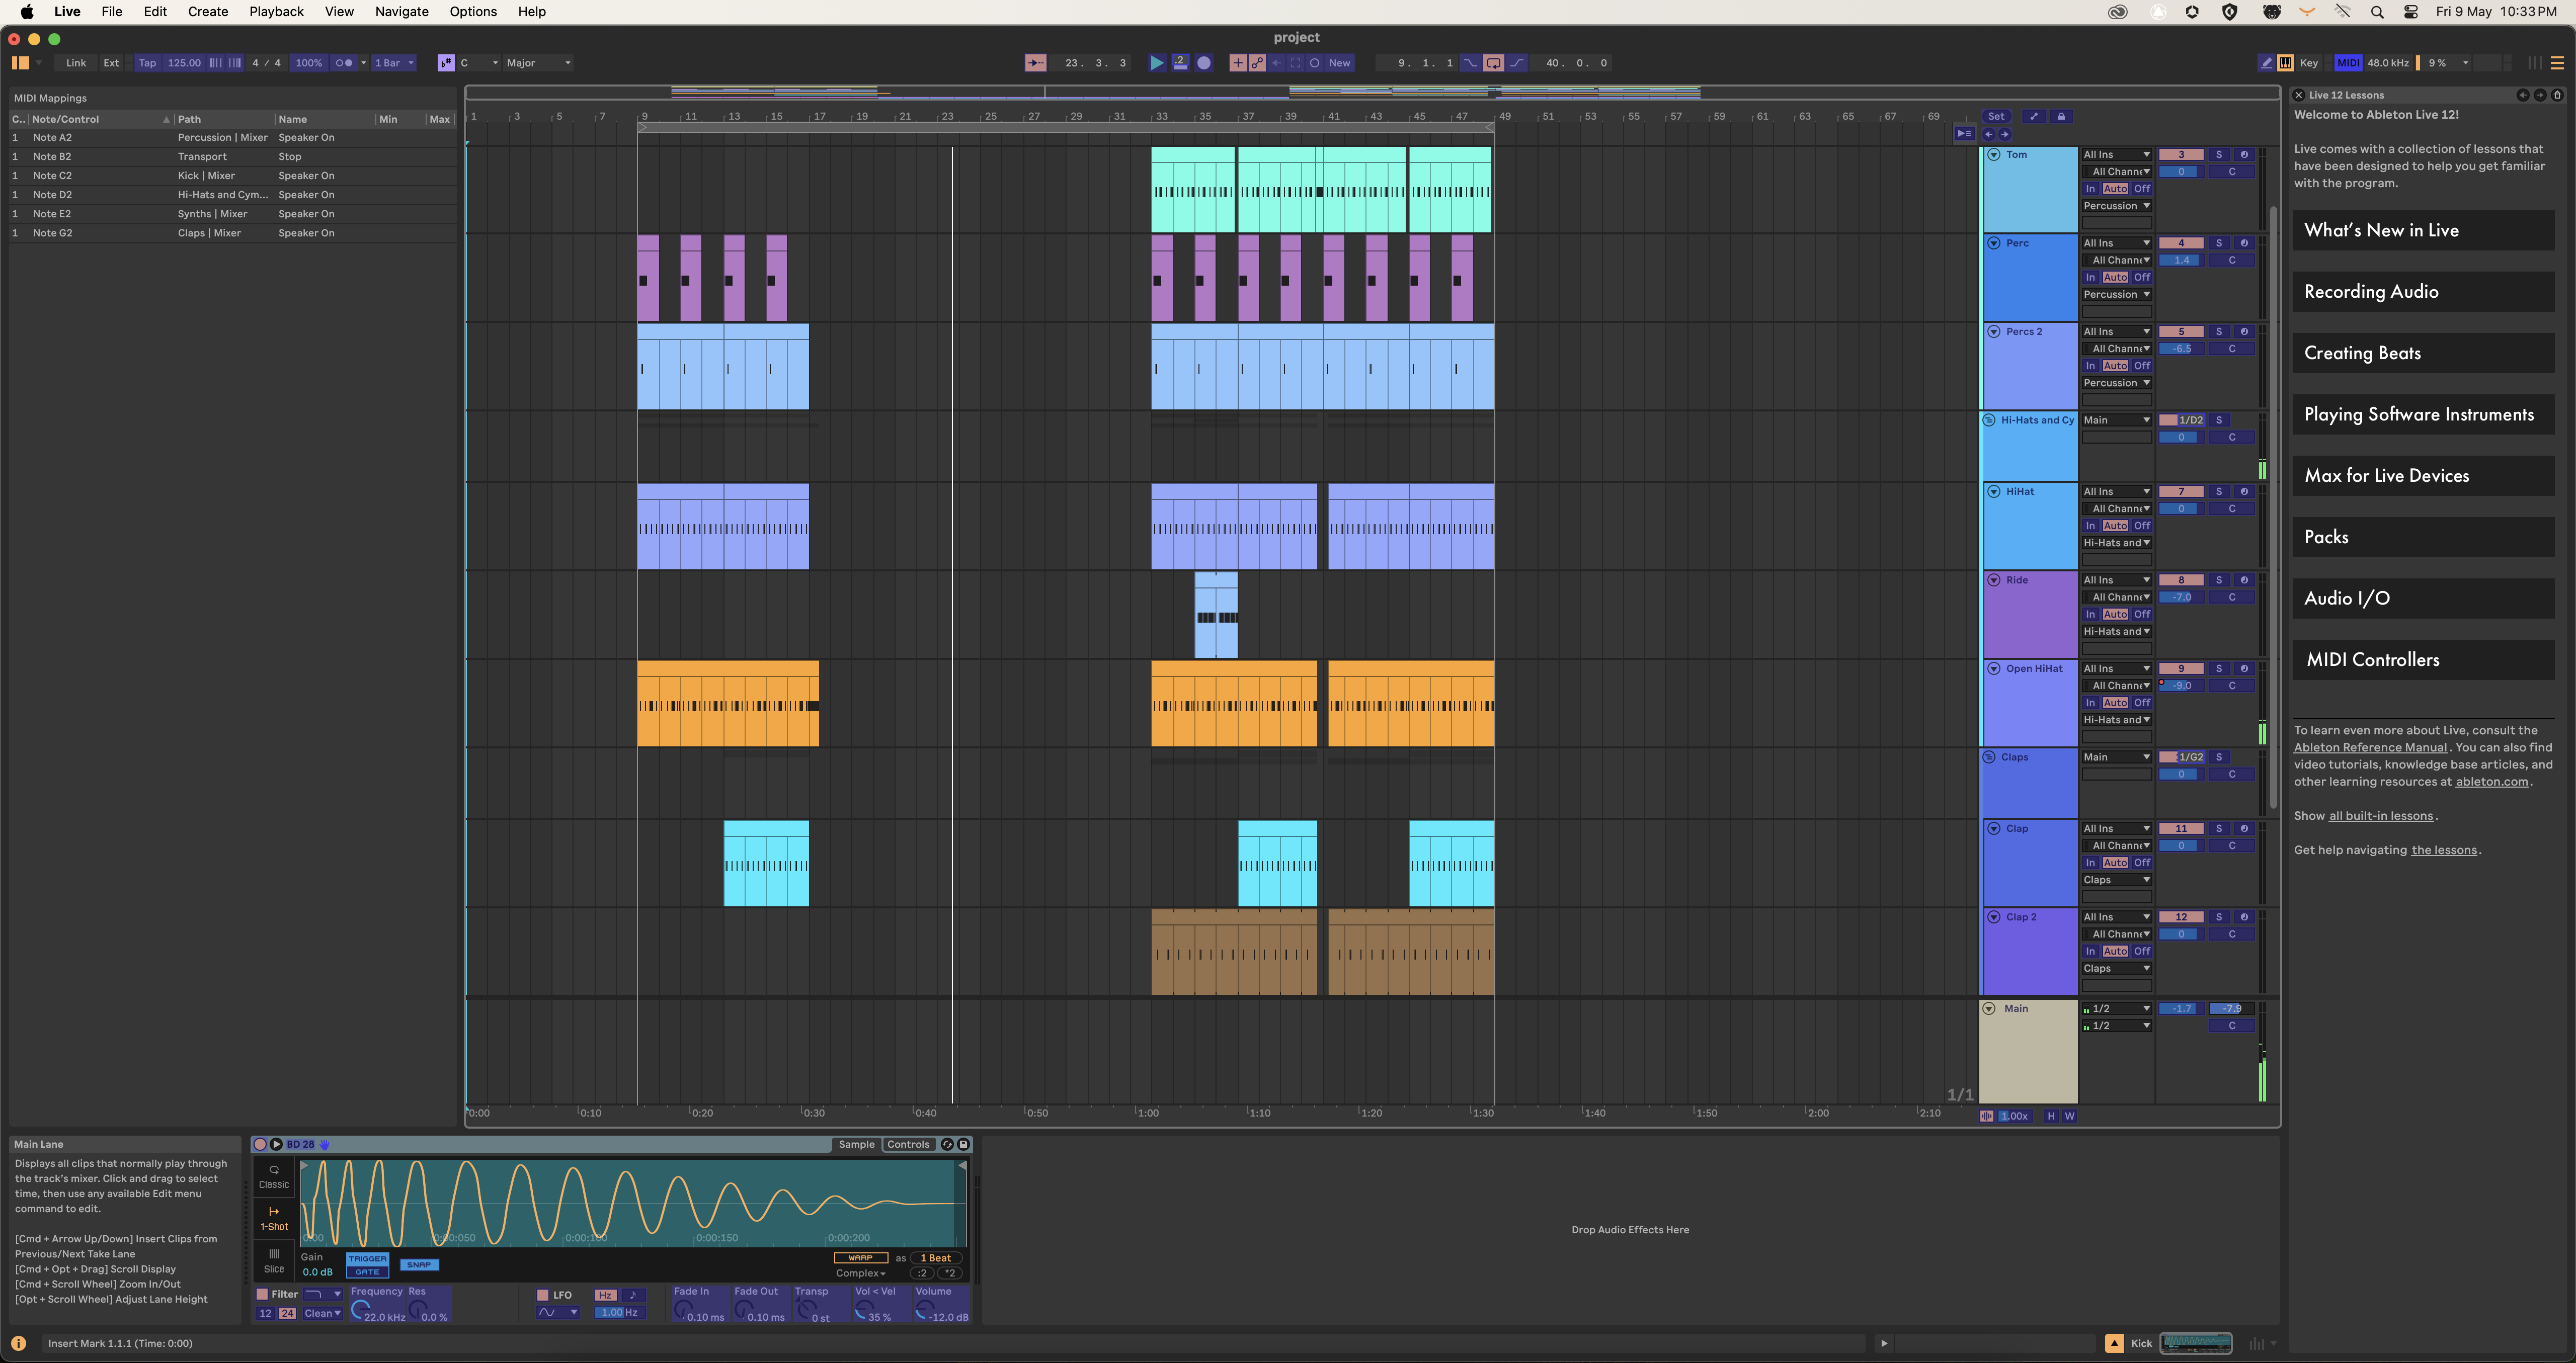 Live File Edit Create Playback View Navigate Options Help
Fri 9 May 10:33 PM
project
Link Ext Tap 125.00 4 / 4 100% 1 Bar C Major
23. 3. 3 New 9. 1. 1 40. 0. 0
Key MIDI 48.0 kHz 9 %
MIDI Mappings
C.. Note/Control Path Name Min Max
1 Note A2 Percussion | Mixer Speaker On
1 Note B2 Transport Stop
1 Note C2 Kick | Mixer Speaker On
1 Note D2 Hi-Hats and Cym... Speaker On
1 Note E2 Synths | Mixer Speaker On
1 Note G2 Claps | Mixer Speaker On
1 3 5 7 9 11 13 15 17 19 21 23 25 27 29 31 33 35 37 39 41 43 45 47 49 51 53 55 57 59 61 63 65 67 69
Set
Tom All Ins 3 S
All Channe 0 C
In Auto Off
Percussion
Perc All Ins 4 S
All Channe 1.4 C
In Auto Off
Percussion
Percs 2 All Ins 5 S
All Channe -6.5 C
In Auto Off
Percussion
Hi-Hats and Cy Main 1/D2 S
0 C
HiHat All Ins 7 S
All Channe 0 C
In Auto Off
Hi-Hats and
Ride All Ins 8 S
All Channe -7.0 C
In Auto Off
Hi-Hats and
Open HiHat All Ins 9 S
All Channe -9.0 C
In Auto Off
Hi-Hats and
Claps Main 1/G2 S
0 C
Clap All Ins 11 S
All Channe 0 C
In Auto Off
Claps
Clap 2 All Ins 12 S
All Channe 0 C
In Auto Off
Claps
Main 1/2 -1.7 -7.9
1/2 C
1/1
0:00 0:10 0:20 0:30 0:40 0:50 1:00 1:10 1:20 1:30 1:40 1:50 2:00 2:10
1.00x H W
Live 12 Lessons
Welcome to Ableton Live 12!
Live comes with a collection of lessons that
have been designed to help you get familiar
with the program.
What's New in Live
Recording Audio
Creating Beats
Playing Software Instruments
Max for Live Devices
Packs
Audio I/O
MIDI Controllers
To learn even more about Live, consult the
Ableton Reference Manual. You can also find
video tutorials, knowledge base articles, and
other learning resources at ableton.com.
Show all built-in lessons.
Get help navigating the lessons.
Main Lane
Displays all clips that normally play through
the track's mixer. Click and drag to select
time, then use any available Edit menu
command to edit.
[Cmd + Arrow Up/Down] Insert Clips from
Previous/Next Take Lane
[Cmd + Opt + Drag] Scroll Display
[Cmd + Scroll Wheel] Zoom In/Out
[Opt + Scroll Wheel] Adjust Lane Height
BD 28 Sample Controls
Classic
1-Shot
Slice
0:00 0:00:050 0:00:100 0:00:150 0:00:200
Gain TRIGGER SNAP WARP as 1 Beat
0.0 dB GATE Complex :2 *2
Filter Frequency Res LFO Hz Fade In Fade Out Transp Vol < Vel Volume
12 24 Clean 22.0 kHz 0.0 % 1.00 Hz 0.10 ms 0.10 ms 0 st 35 % -12.0 dB
Drop Audio Effects Here
Insert Mark 1.1.1 (Time: 0:00)
Kick